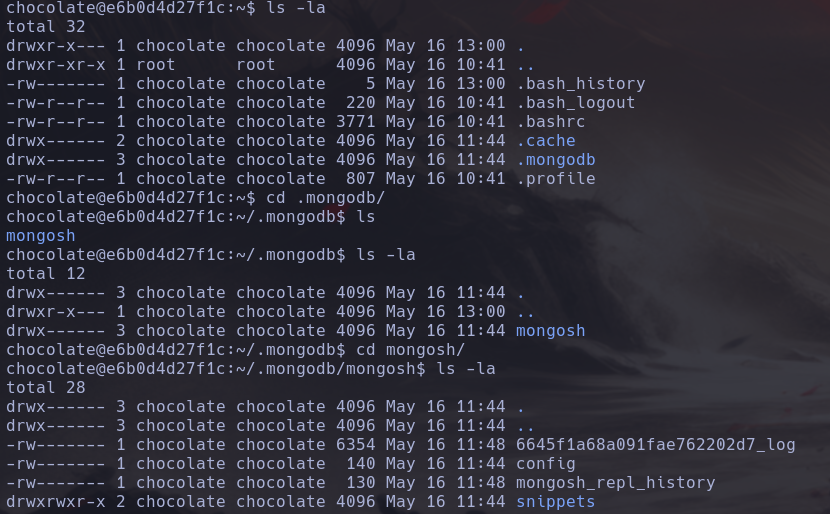 chocolate@e6b0d4d27f1c:~$ ls -la
total 32
drwxr-x--- 1 chocolate chocolate 4096 May 16 13:00 .
drwxr-xr-x 1 root      root      4096 May 16 10:41 ..
-rw------- 1 chocolate chocolate    5 May 16 13:00 .bash_history
-rw-r--r-- 1 chocolate chocolate  220 May 16 10:41 .bash_logout
-rw-r--r-- 1 chocolate chocolate 3771 May 16 10:41 .bashrc
drwx------ 2 chocolate chocolate 4096 May 16 11:44 .cache
drwx------ 3 chocolate chocolate 4096 May 16 11:44 .mongodb
-rw-r--r-- 1 chocolate chocolate  807 May 16 10:41 .profile
chocolate@e6b0d4d27f1c:~$ cd .mongodb/
chocolate@e6b0d4d27f1c:~/.mongodb$ ls
mongosh
chocolate@e6b0d4d27f1c:~/.mongodb$ ls -la
total 12
drwx------ 3 chocolate chocolate 4096 May 16 11:44 .
drwxr-x--- 1 chocolate chocolate 4096 May 16 13:00 ..
drwx------ 3 chocolate chocolate 4096 May 16 11:44 mongosh
chocolate@e6b0d4d27f1c:~/.mongodb$ cd mongosh/
chocolate@e6b0d4d27f1c:~/.mongodb/mongosh$ ls -la
total 28
drwx------ 3 chocolate chocolate 4096 May 16 11:44 .
drwx------ 3 chocolate chocolate 4096 May 16 11:44 ..
-rw------- 1 chocolate chocolate 6354 May 16 11:48 6645f1a68a091fae762202d7_log
-rw------- 1 chocolate chocolate  140 May 16 11:44 config
-rw------- 1 chocolate chocolate  130 May 16 11:48 mongosh_repl_history
drwxrwxr-x 2 chocolate chocolate 4096 May 16 11:44 snippets